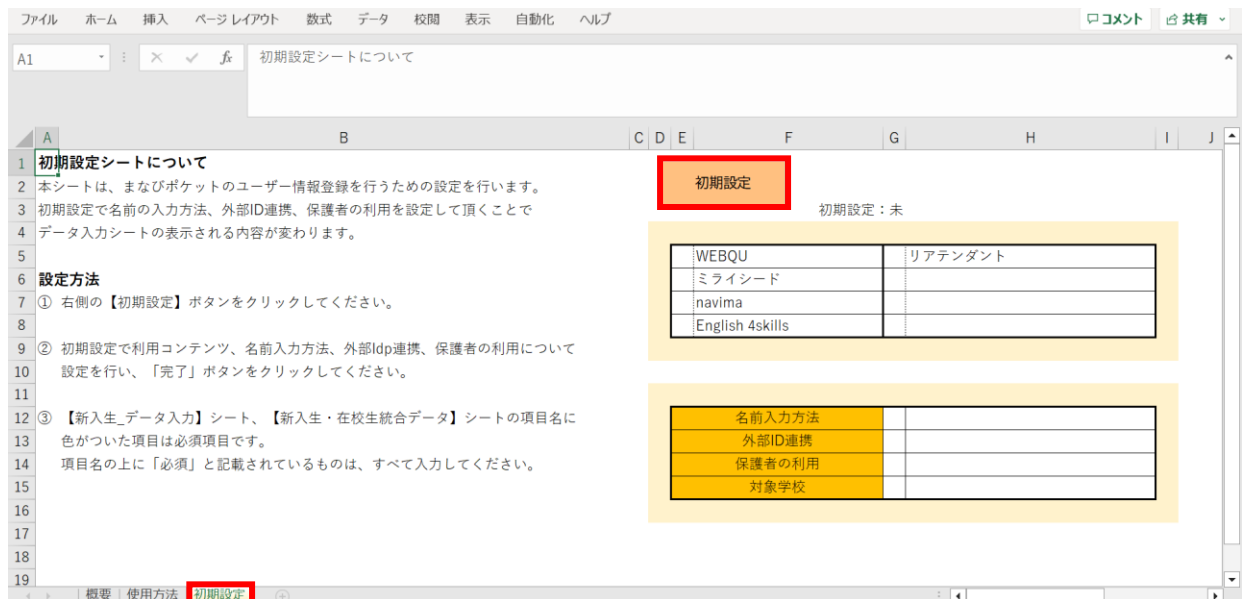 ファイル ホーム 挿入 ページ レイアウト 数式 データ 校閲 表示 自動化 ヘルプ コメント 共有
A1 fx 初期設定シートについて
A B C D E F G H I J
1 初期設定シートについて
初期設定
2 本シートは、まなびポケットのユーザー情報登録を行うための設定を行います。
3 初期設定で名前の入力方法、外部ID連携、保護者の利用を設定して頂くことで 初期設定：未
4 データ入力シートの表示される内容が変わります。
5 WEBQU リアテンダント
6 設定方法 ミライシード
7 ① 右側の【初期設定】ボタンをクリックしてください。 navima
8 English 4skills
9 ② 初期設定で利用コンテンツ、名前入力方法、外部Idp連携、保護者の利用について
10 設定を行い、「完了」ボタンをクリックしてください。
11
12 ③ 【新入生_データ入力】シート、【新入生・在校生統合データ】シートの項目名に 名前入力方法
13 色がついた項目は必須項目です。 外部ID連携
14 項目名の上に「必須」と記載されているものは、すべて入力してください。 保護者の利用
15 対象学校
16
17
18
19
概要 使用方法 初期設定